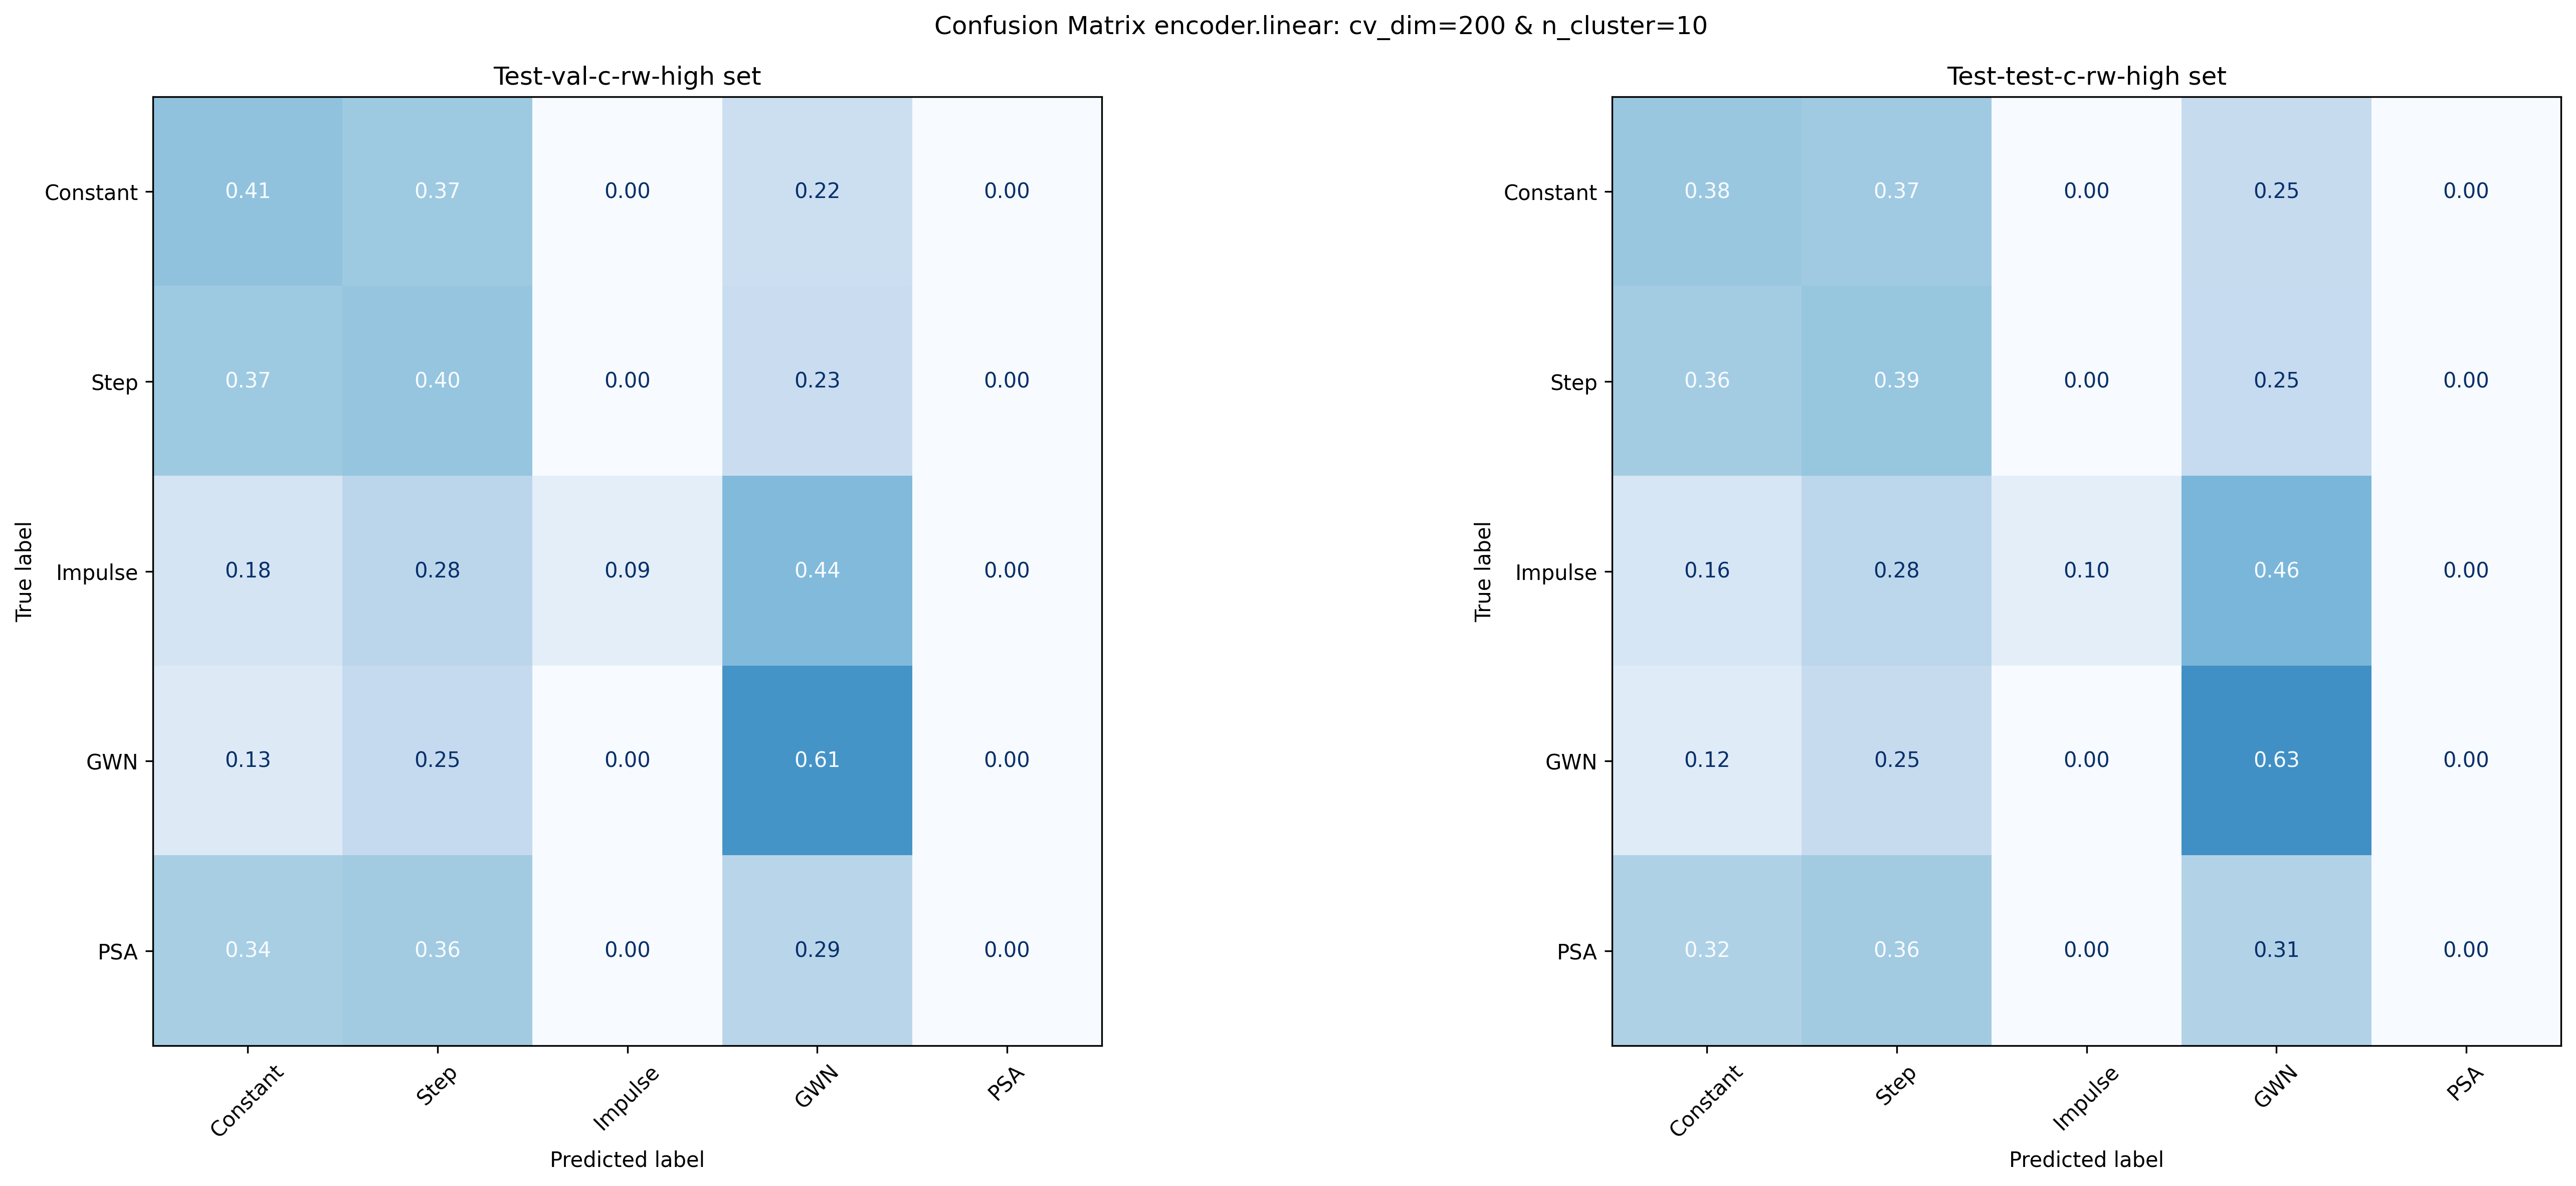 Confusion Matrix encoder.linear: cv_dim=200 & n_cluster=10
Test-val-c-rw-high set
True label
Constant 0.41 0.37 0.00 0.22 0.00
Step 0.37 0.40 0.00 0.23 0.00
Impulse 0.18 0.28 0.09 0.44 0.00
GWN 0.13 0.25 0.00 0.61 0.00
PSA 0.34 0.36 0.00 0.29 0.00
Constant Step Impulse GWN PSA
Predicted label
Test-test-c-rw-high set
True label
Constant 0.38 0.37 0.00 0.25 0.00
Step 0.36 0.39 0.00 0.25 0.00
Impulse 0.16 0.28 0.10 0.46 0.00
GWN 0.12 0.25 0.00 0.63 0.00
PSA 0.32 0.36 0.00 0.31 0.00
Constant Step Impulse GWN PSA
Predicted label